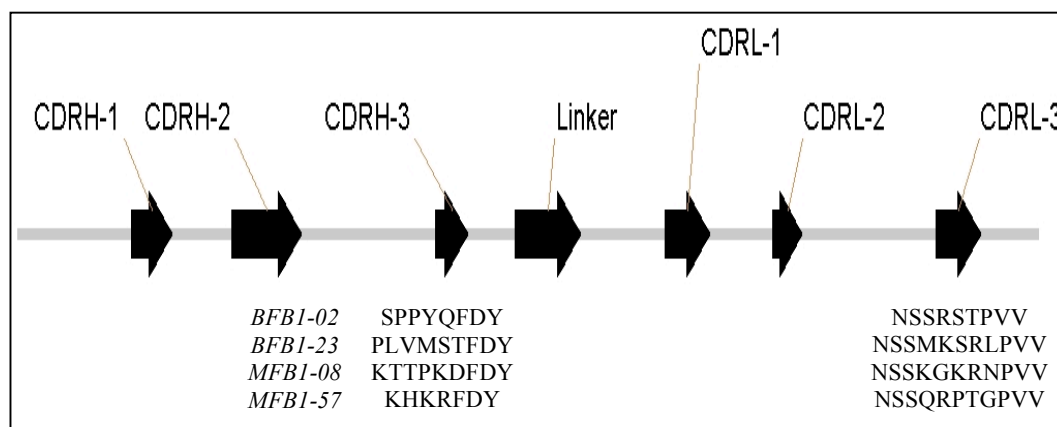 CDRL-1
CDRH-1 CDRH-2 CDRH-3 Linker CDRL-2 CDRL-3
BFB1-02 SPPYQFDY NSSRSTPVV
BFB1-23 PLVMSTFDY NSSMKSRLPVV
MFB1-08 KTTPKDFDY NSSKGKRNPVV
MFB1-57 KHKRFDY NSSQRPTGPVV